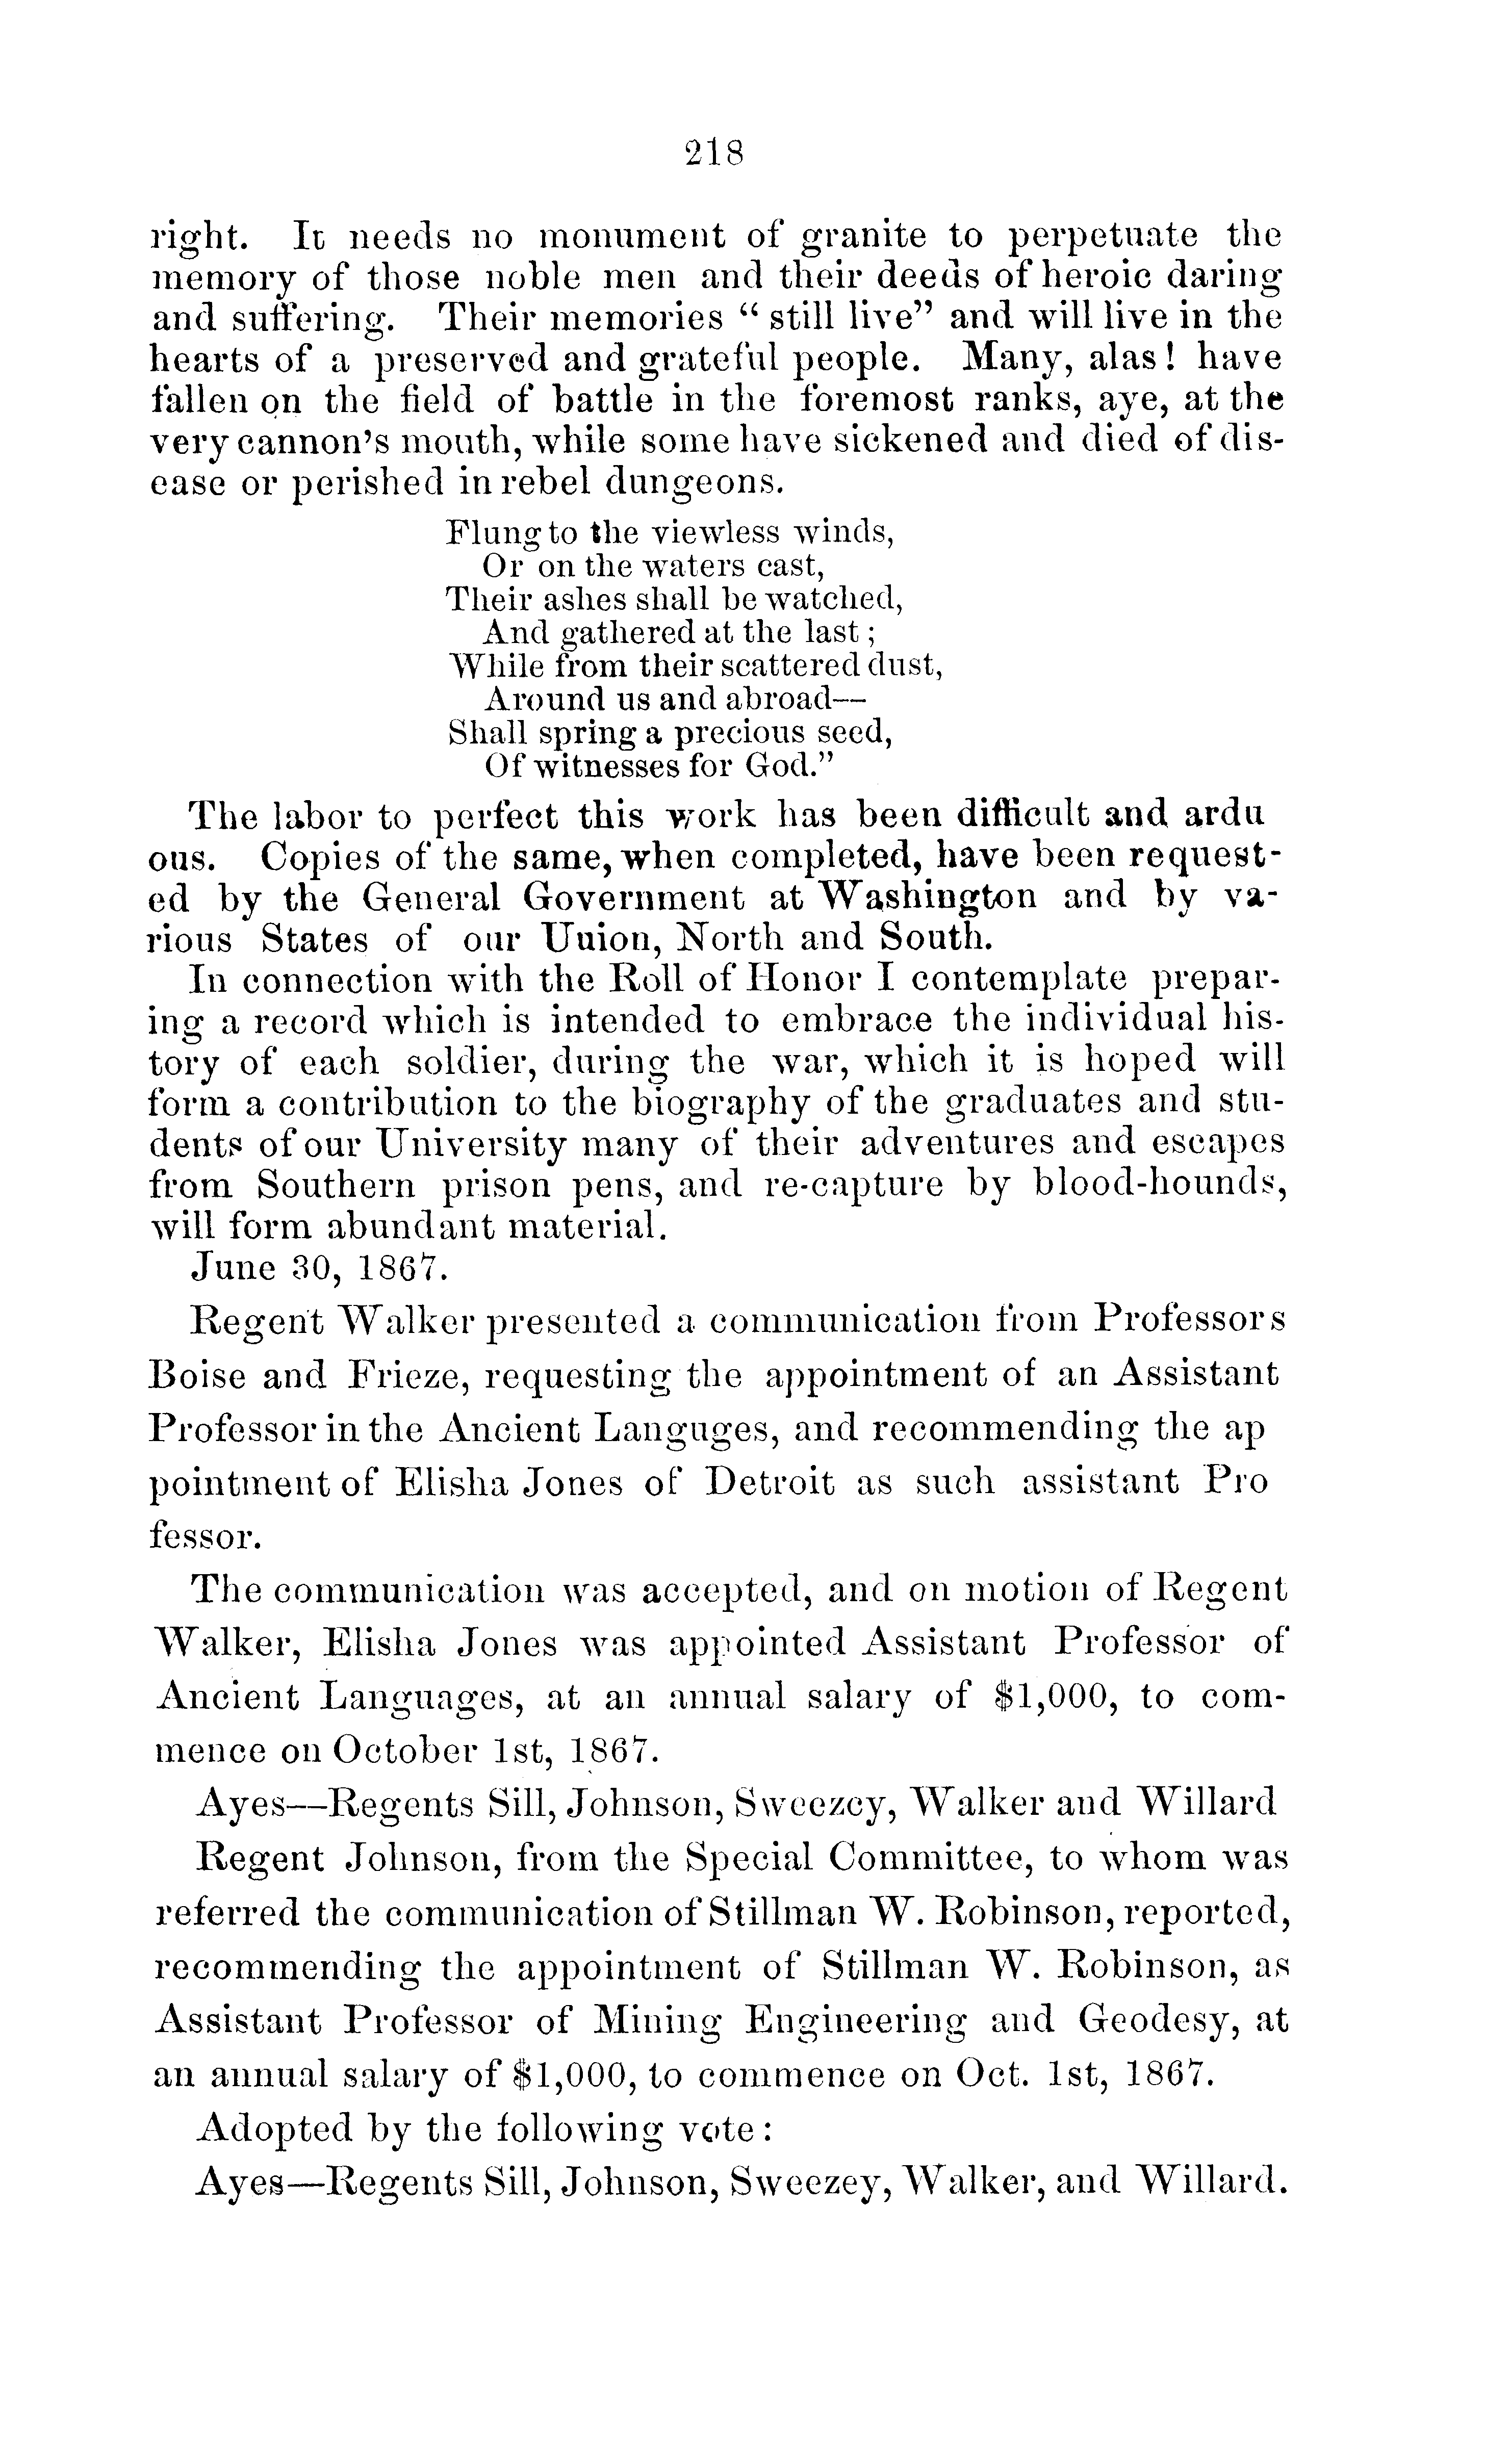 218
right. It needs no monument of granite to perpetuate the
memory of those noble men and their deeds of heroic daring
and suffering. Their memories “ still live” and will live in the
hearts of a preserved and grateful people. Many, alas! have
fallen on the field of battle in the foremost ranks, aye, at the
very cannon's mouth, while some have sickened and died of dis-
ease or perished in rebel dungeons.
Flung to the viewless winds,
Or on the waters cast,
Their ashes shall be watched,
And gathered at the last;
While from their scattered dust,
Around us and abroad—
Shall spring a precious seed,
Of witnesses for God.”
The labor to perfect this work has been difficult and ardu
ous. Copies of the same, when completed, have been request-
ed by the General Government at Washington and by va-
rious States of our Union, North and South.
In connection with the Roll of Honor I contemplate prepar-
ing a record which is intended to embrace the individual his-
tory of each soldier, during the war, which it is hoped will
form a contribution to the biography of the graduates and stu-
dents of our University many of their adventures and escapes
from Southern prison pens, and re-capture by blood-hounds,
will form abundant material.
June 30, 1867.
Regent Walker presented a communication from Professors
Boise and Frieze, requesting the appointment of an Assistant
Professor in the Ancient Languges, and recommending the ap
pointment of Elisha Jones of Detroit as such assistant Pro
fessor.
The communication was accepted, and on motion of Regent
Walker, Elisha Jones was appointed Assistant Professor of
Ancient Languages, at an annual salary of $1,000, to com-
mence on October 1st, 1867.
Ayes—Regents Sill, Johnson, Sweezey, Walker and Willard
Regent Johnson, from the Special Committee, to whom was
referred the communication of Stillman W. Robinson, reported,
recommending the appointment of Stillman W. Robinson, as
Assistant Professor of Mining Engineering and Geodesy, at
an annual salary of $1,000, to commence on Oct. 1st, 1867.
Adopted by the following vote:
Ayes—Regents Sill, Johnson, Sweezey, Walker, and Willard.